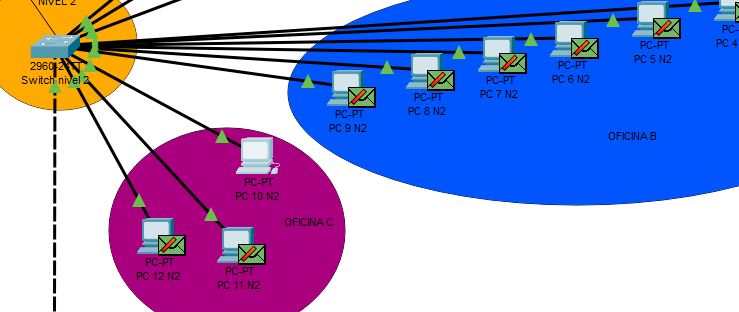 NIVEL 2
Switch nivel 2
PC-PT
PC 4
PC-PT
PC 5 N2
PC-PT
PC 6 N2
PC-PT
PC 7 N2
PC-PT
PC 8 N2
PC-PT
PC 9 N2
OFICINA B
PC-PT
PC 10 N2
OFICINA C
PC-PT
PC 11 N2
PC-PT
PC 12 N2